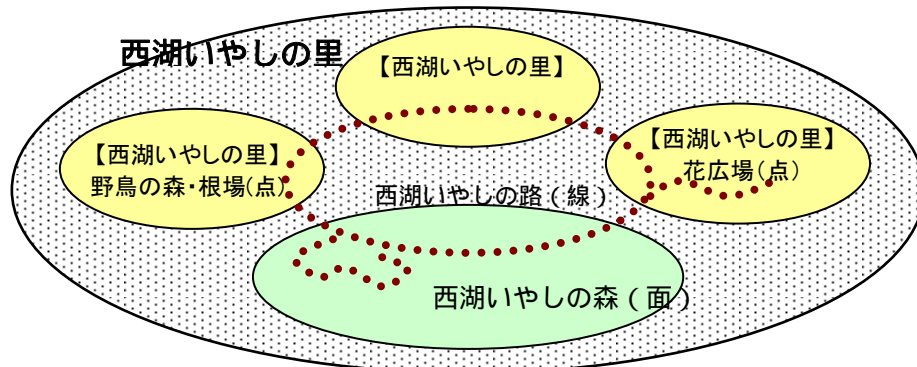 西湖いやしの里
【西湖いやしの里】
【西湖いやしの里】
野鳥の森・根場(点)
【西湖いやしの里】
花広場(点)
西湖いやしの路(線)
西湖いやしの森(面)